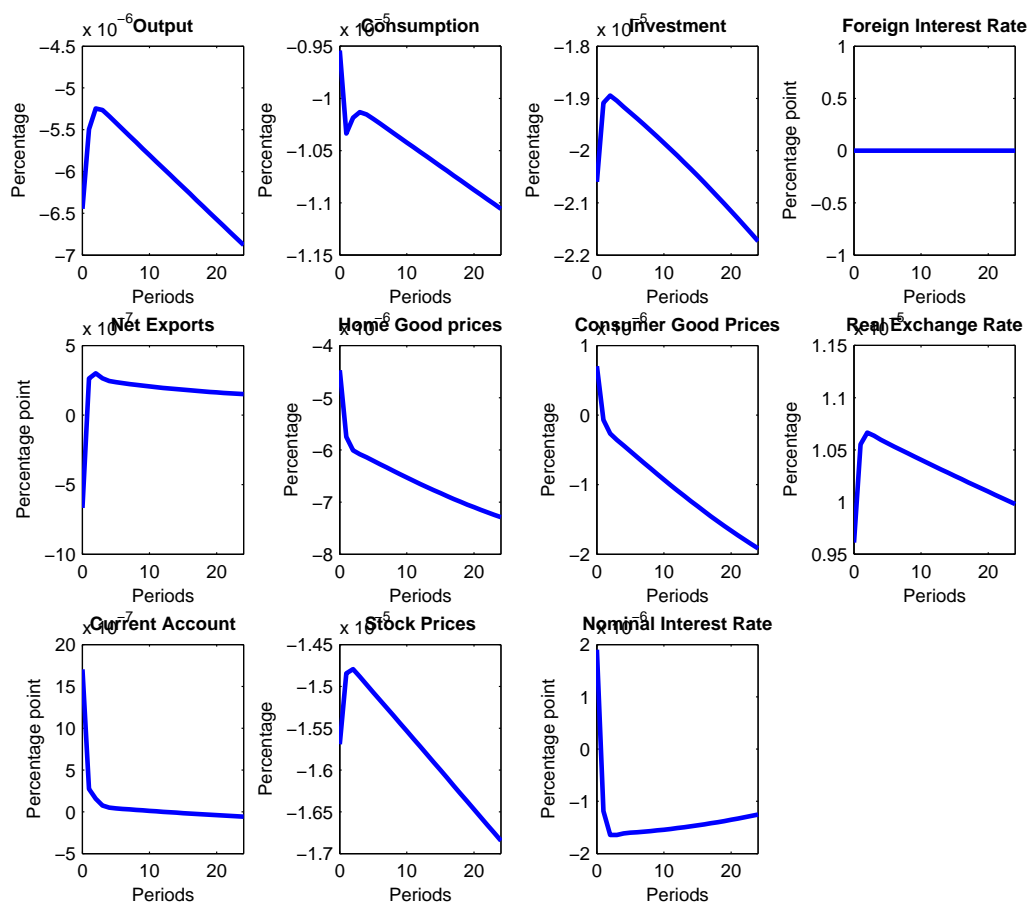 x 10−6 Output
−4.5
−5
−5.5
−6
−6.5
−7
Percentage
0 10 20
Periods
x 10−5 Consumption
−0.95
−1
−1.05
−1.1
−1.15
Percentage
0 10 20
Periods
x 10−5 Investment
−1.8
−1.9
−2
−2.1
−2.2
Percentage
0 10 20
Periods
Foreign Interest Rate
1
0.5
0
−0.5
−1
Percentage point
0 10 20
Periods
x 10−7 Net Exports
5
0
−5
−10
Percentage point
0 10 20
Periods
x 10−6 Home Good prices
−4
−5
−6
−7
−8
Percentage
0 10 20
Periods
x 10−6 Consumer Good Prices
1
0
−1
−2
Percentage
0 10 20
Periods
x 10−5 Real Exchange Rate
1.15
1.1
1.05
1
0.95
Percentage
0 10 20
Periods
x 10−7 Current Account
20
15
10
5
0
−5
Percentage point
0 10 20
Periods
x 10−5 Stock Prices
−1.45
−1.5
−1.55
−1.6
−1.65
−1.7
Percentage
0 10 20
Periods
x 10−6 Nominal Interest Rate
2
1
0
−1
−2
Percentage point
0 10 20
Periods